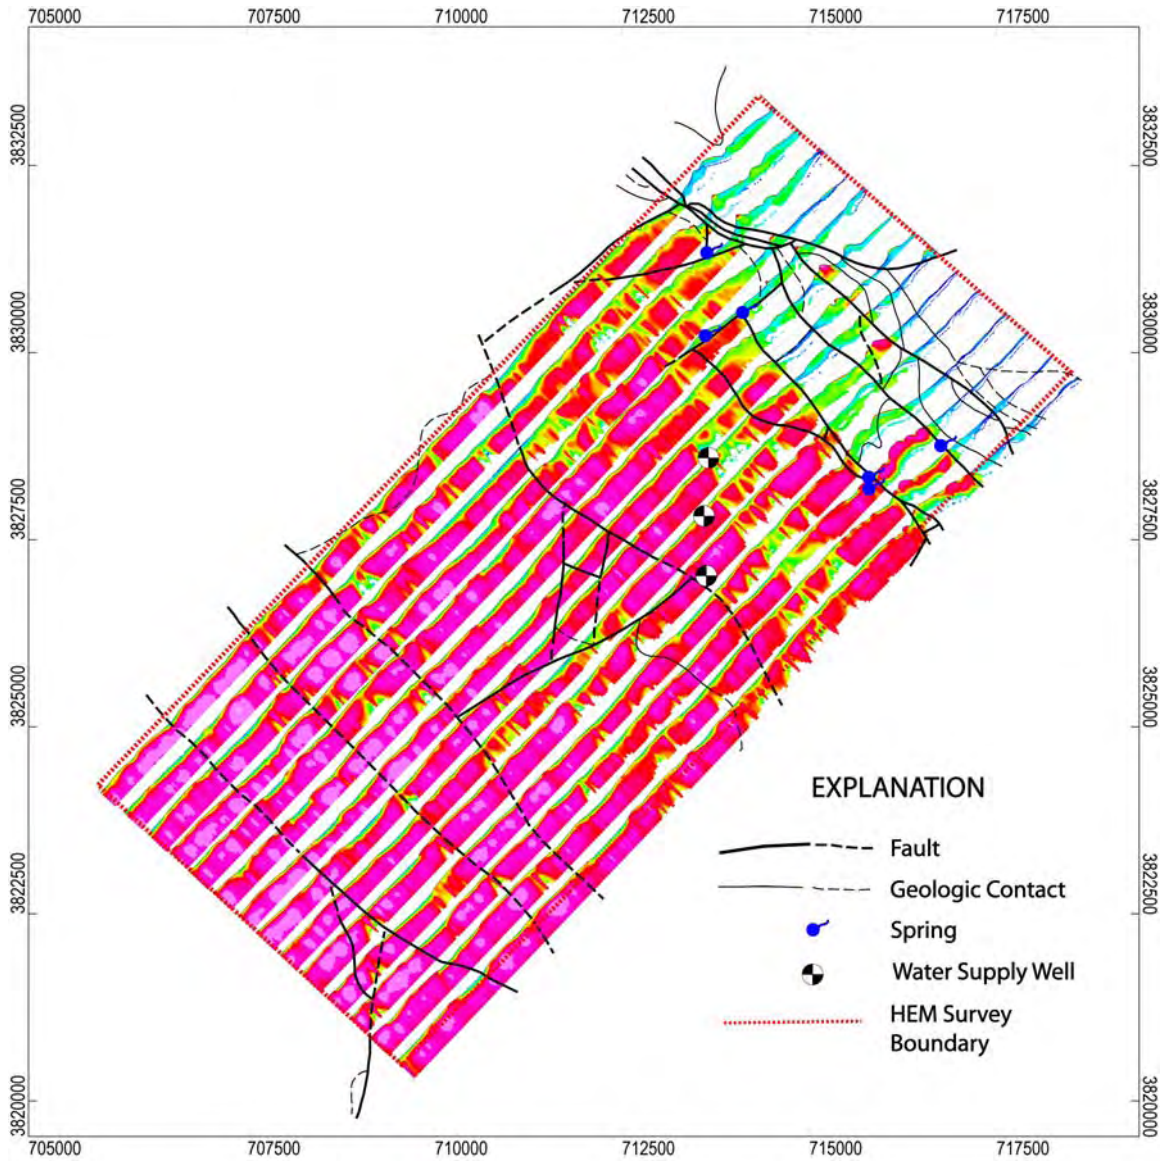 705000 707500 710000 712500 715000 717500
3832500 3832500
3830000 3830000
3827500 3827500
3825000 3825000
EXPLANATION
Fault
3822500 Geologic Contact 3822500
Spring
Water Supply Well
HEM Survey
Boundary
3820000 3820000
705000 707500 710000 712500 715000 717500